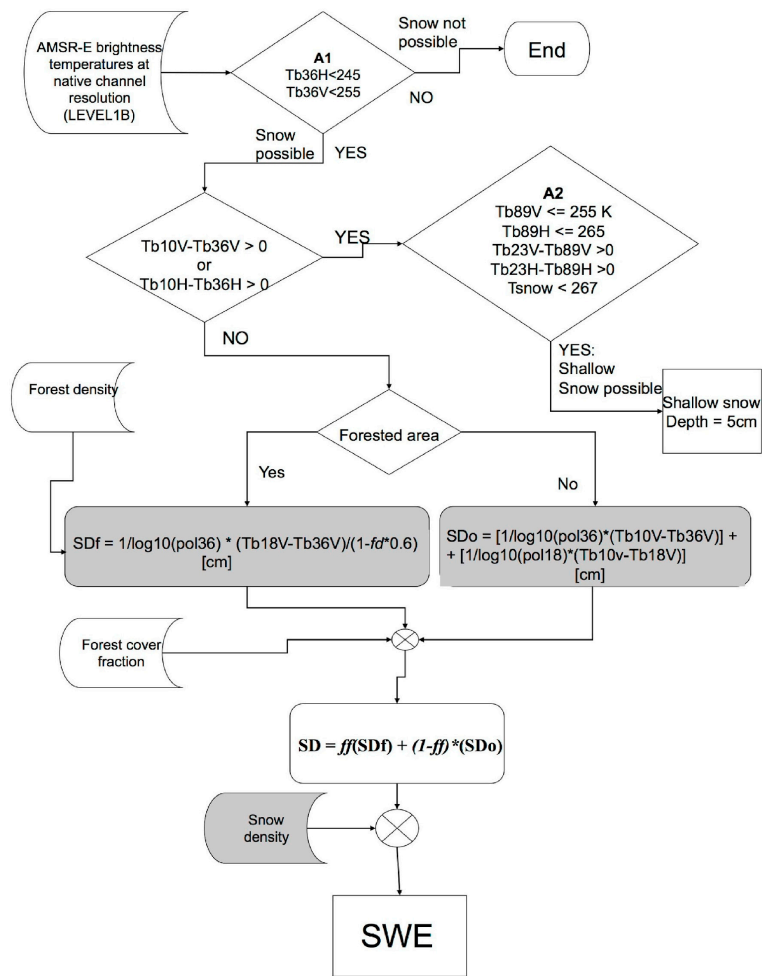 AMSR-E brightness
temperatures at
native channel
resolution
(LEVEL1B)
A1
Tb36H<245
Tb36V<255
Snow not
possible
NO
End
Snow
possible
YES
Tb10V-Tb36V > 0
or
Tb10H-Tb36H > 0
YES
A2
Tb89V <= 255 K
Tb89H <= 265
Tb23V-Tb89V >0
Tb23H-Tb89H >0
Tsnow < 267
NO
YES:
Shallow
Snow possible
Shallow snow
Depth = 5cm
Forest density
Forested area
Yes
No
SDf = 1/log10(pol36) * (Tb18V-Tb36V)/(1-fd*0.6)
[cm]
SDo = [1/log10(pol36)*(Tb10V-Tb36V)] +
+ [1/log10(pol18)*(Tb10v-Tb18V)]
[cm]
Forest cover
fraction
SD = ff(SDf) + (1-ff)*(SDo)
Snow
density
SWE